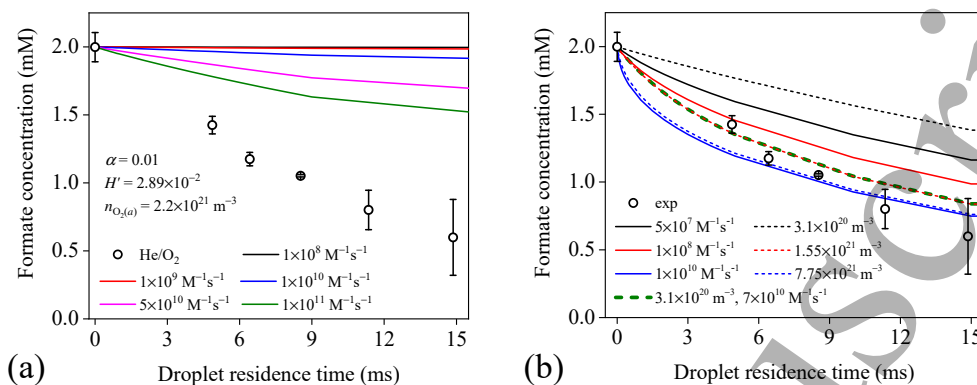 (a)
Formate concentration (mM)
2.0
1.5
1.0
0.5
0.0
α = 0.01
H' = 2.89×10⁻²
n_O₂(a) = 2.2×10²¹ m⁻³
He/O₂
1×10⁸ M⁻¹s⁻¹
1×10⁹ M⁻¹s⁻¹
1×10¹⁰ M⁻¹s⁻¹
5×10¹⁰ M⁻¹s⁻¹
1×10¹¹ M⁻¹s⁻¹
0 3 6 9 12 15
Droplet residence time (ms)
(b)
Formate concentration (mM)
2.0
1.5
1.0
0.5
0.0
exp
5×10⁷ M⁻¹s⁻¹
3.1×10²⁰ m⁻³
1×10⁸ M⁻¹s⁻¹
1.55×10²¹ m⁻³
1×10¹⁰ M⁻¹s⁻¹
7.75×10²¹ m⁻³
3.1×10²⁰ m⁻³, 7×10¹⁰ M⁻¹s⁻¹
0 3 6 9 12 15
Droplet residence time (ms)